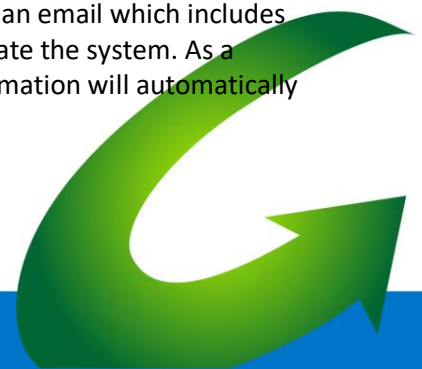 an email which includes
ate the system. As a
mation will automatically